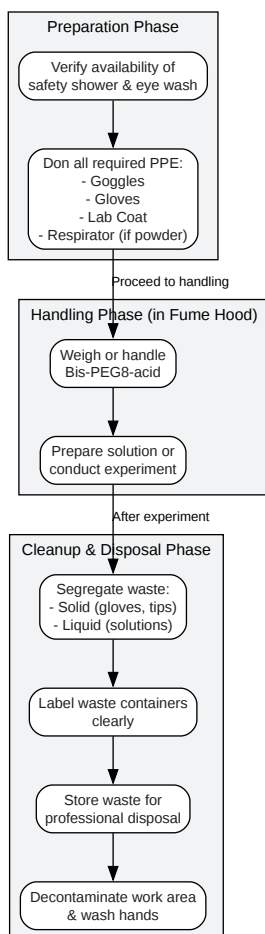 Preparation Phase
Verify availability of
safety shower & eye wash
Don all required PPE:
- Goggles
- Gloves
- Lab Coat
- Respirator (if powder)
Proceed to handling
Handling Phase (in Fume Hood)
Weigh or handle
Bis-PEG8-acid
Prepare solution or
conduct experiment
After experiment
Cleanup & Disposal Phase
Segregate waste:
- Solid (gloves, tips)
- Liquid (solutions)
Label waste containers
clearly
Store waste for
professional disposal
Decontaminate work area
& wash hands